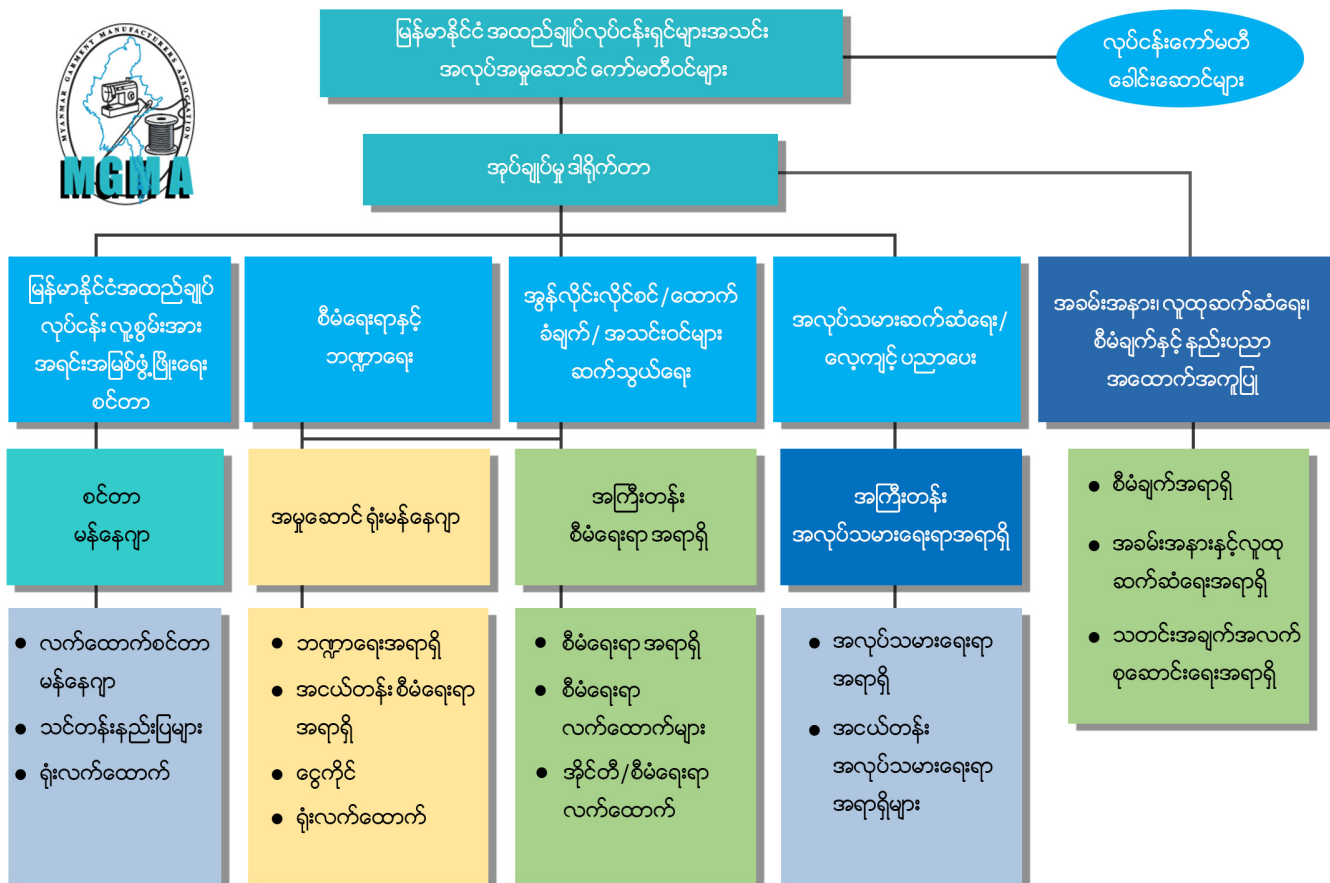 MYANMAR GARMENT MANUFACTURERS ASSOCIATION
MGMA
မြန်မာနိုင်ငံ အထည်ချုပ်လုပ်ငန်းရှင်များအသင်း
အလုပ်အမှုဆောင် ကော်မတီဝင်များ
လုပ်ငန်းကော်မတီ
ခေါင်းဆောင်များ
အုပ်ချုပ်မှု ဒါရိုက်တာ
မြန်မာနိုင်ငံအထည်ချုပ်
လုပ်ငန်း လူ့စွမ်းအား
အရင်းအမြစ်ဖွံ့ဖြိုးရေး
စင်တာ
စီမံရေးရာနှင့်
ဘဏ္ဍာရေး
အွန်လိုင်းလိုင်စင်/ထောက်
ခံချက်/ အသင်းဝင်များ
ဆက်သွယ်ရေး
အလုပ်သမားဆက်ဆံရေး/
လေ့ကျင့် ပညာပေး
အခမ်းအနား၊ လူထုဆက်ဆံရေး၊
စီမံချက်နှင့် နည်းပညာ
အထောက်အကူပြု
စင်တာ
မန်နေဂျာ
အမှုဆောင် ရုံးမန်နေဂျာ
အကြီးတန်း
စီမံရေးရာ အရာရှိ
အကြီးတန်း
အလုပ်သမားရေးရာအရာရှိ
● စီမံချက်အရာရှိ
● အခမ်းအနားနှင့်လူထု
ဆက်ဆံရေးအရာရှိ
● သတင်းအချက်အလက်
စုဆောင်းရေးအရာရှိ
● လက်ထောက်စင်တာ
မန်နေဂျာ
● သင်တန်းနည်းပြများ
● ရုံးလက်ထောက်
● ဘဏ္ဍာရေးအရာရှိ
● အငယ်တန်း စီမံရေးရာ
အရာရှိ
● ငွေကိုင်
● ရုံးလက်ထောက်
● စီမံရေးရာ အရာရှိ
● စီမံရေးရာ
လက်ထောက်များ
● အိုင်တီ/စီမံရေးရာ
လက်ထောက်
● အလုပ်သမားရေးရာ
အရာရှိ
● အငယ်တန်း
အလုပ်သမားရေးရာ
အရာရှိများ